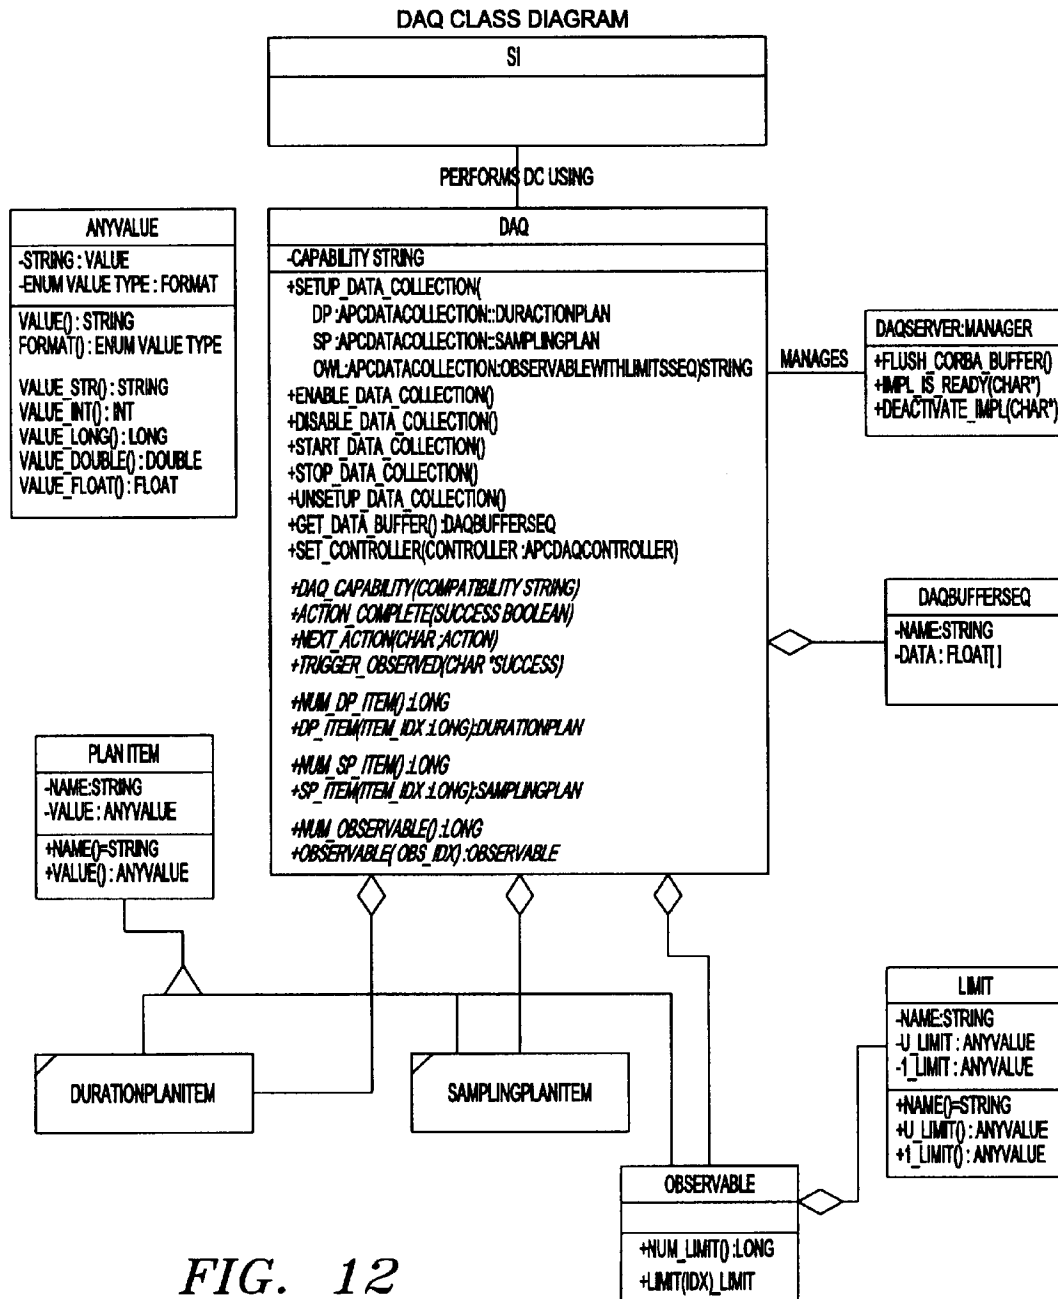 DAQ CLASS DIAGRAM
SI
PERFORMS DC USING
ANYVALUE
-STRING : VALUE
-ENUM VALUE TYPE : FORMAT
VALUE() : STRING
FORMAT() : ENUM VALUE TYPE
VALUE_STR() : STRING
VALUE_INT() : INT
VALUE_LONG() : LONG
VALUE_DOUBLE() : DOUBLE
VALUE_FLOAT() : FLOAT
DAQ
-CAPABILITY STRING
+SETUP_DATA_COLLECTION(
DP :APCDATACOLLECTION::DURACTIONPLAN
SP :APCDATACOLLECTION::SAMPLINGPLAN
OWL:APCDATACOLLECTION:OBSERVABLEWITHLIMITSSEQ)STRING
+ENABLE_DATA_COLLECTION()
+DISABLE_DATA_COLLECTION()
+START_DATA_COLLECTION()
+STOP_DATA_COLLECTION()
+UNSETUP_DATA_COLLECTION()
+GET_DATA_BUFFER() :DAQBUFFERSEQ
+SET_CONTROLLER(CONTROLLER :APCDAQCONTROLLER)
+DAQ_CAPABILITY(COMPATIBILITY STRING)
+ACTION_COMPLETE(SUCCESS BOOLEAN)
+NEXT_ACTION(CHAR ;ACTION)
+TRIGGER_OBSERVED(CHAR *SUCCESS)
+NUM_DP_ITEM() :LONG
+DP_ITEM(ITEM_IDX :LONG):DURATIONPLAN
+NUM_SP_ITEM() :LONG
+SP_ITEM(ITEM_IDX :LONG):SAMPLINGPLAN
+NUM_OBSERVABLE() :LONG
+OBSERVABLE( OBS_IDX) :OBSERVABLE
MANAGES
DAQSERVER:MANAGER
+FLUSH_CORBA_BUFFER()
+IMPL_IS_READY(CHAR*)
+DEACTIVATE_IMPL(CHAR*)
DAQBUFFERSEQ
-NAME:STRING
-DATA : FLOAT[ ]
PLAN ITEM
-NAME:STRING
-VALUE : ANYVALUE
+NAME()=STRING
+VALUE() : ANYVALUE
DURATIONPLANITEM
SAMPLINGPLANITEM
LIMIT
-NAME:STRING
-U_LIMIT : ANYVALUE
-1_LIMIT : ANYVALUE
+NAME()=STRING
+U_LIMIT() : ANYVALUE
+1_LIMIT() : ANYVALUE
OBSERVABLE
+NUM_LIMIT() :LONG
+LIMIT(IDX)_LIMIT
FIG. 12